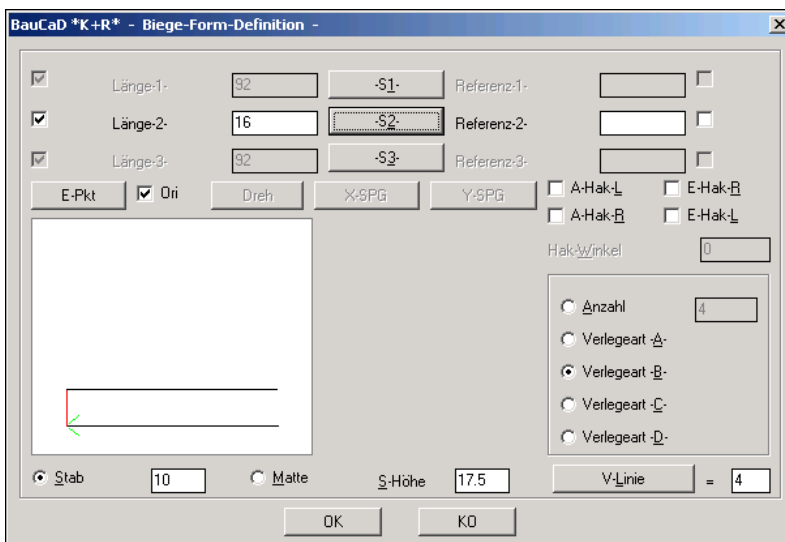 BauCaD *K+R* - Biege-Form-Definition -
Länge-1- 92 -S1- Referenz-1-
Länge-2- 16 -S2- Referenz-2-
Länge-3- 92 -S3- Referenz-3-
E-Pkt Ori Dreh X-SPG Y-SPG
A-Hak-L E-Hak-R
A-Hak-R E-Hak-L
Hak-Winkel 0
Anzahl 4
Verlegeart -A-
Verlegeart -B-
Verlegeart -C-
Verlegeart -D-
Stab 10 Matte S-Höhe 17.5 V-Linie = 4
OK KO